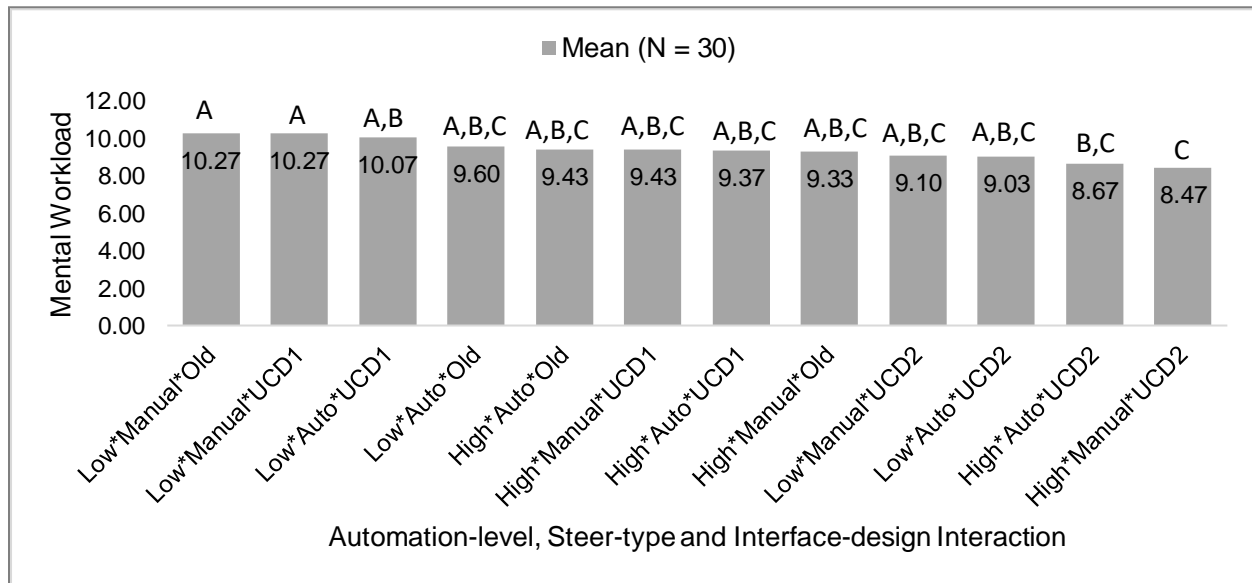 Mean (N = 30)
Mental Workload
12.00
10.00
8.00
6.00
4.00
2.00
0.00
A
A
A,B
A,B,C
A,B,C
A,B,C
A,B,C
A,B,C
A,B,C
A,B,C
B,C
C
10.27
10.27
10.07
9.60
9.43
9.43
9.37
9.33
9.10
9.03
8.67
8.47
Low*Manual*Old
Low*Manual*UCD1
Low*Auto*UCD1
Low*Auto*Old
High*Auto*Old
High*Manual*UCD1
High*Auto*UCD1
High*Manual*Old
Low*Manual*UCD2
Low*Auto*UCD2
High*Auto*UCD2
High*Manual*UCD2
Automation-level, Steer-type and Interface-design Interaction